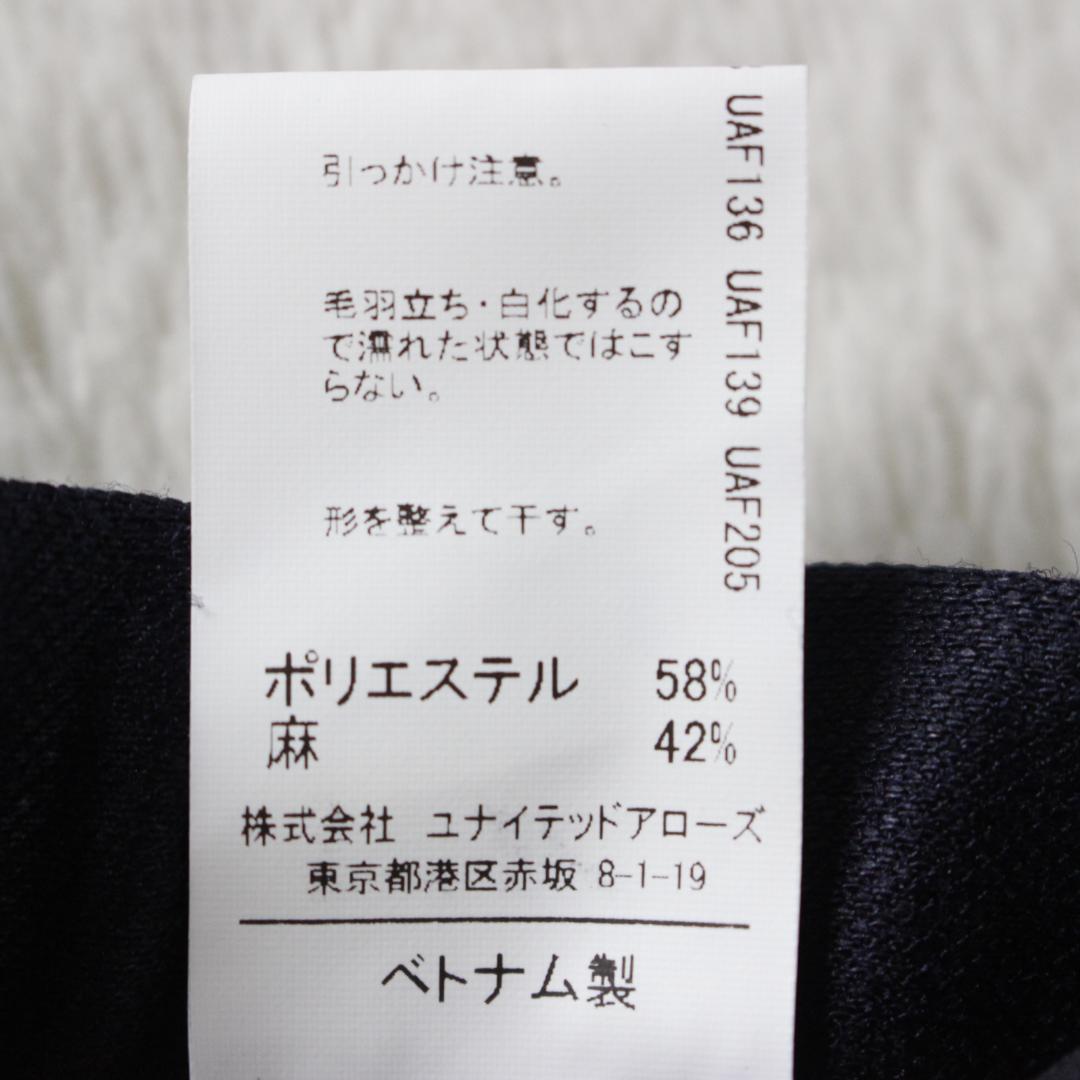 引っかけ注意。
毛羽立ち・白化するの
で濡れた状態ではこす
らない。
形を整えて干す。
ポリエステル 58%
麻 42%
株式会社 ユナイテッドアローズ
東京都港区赤坂 8-1-19
ベトナム製
UAF136 UAF139 UAF205